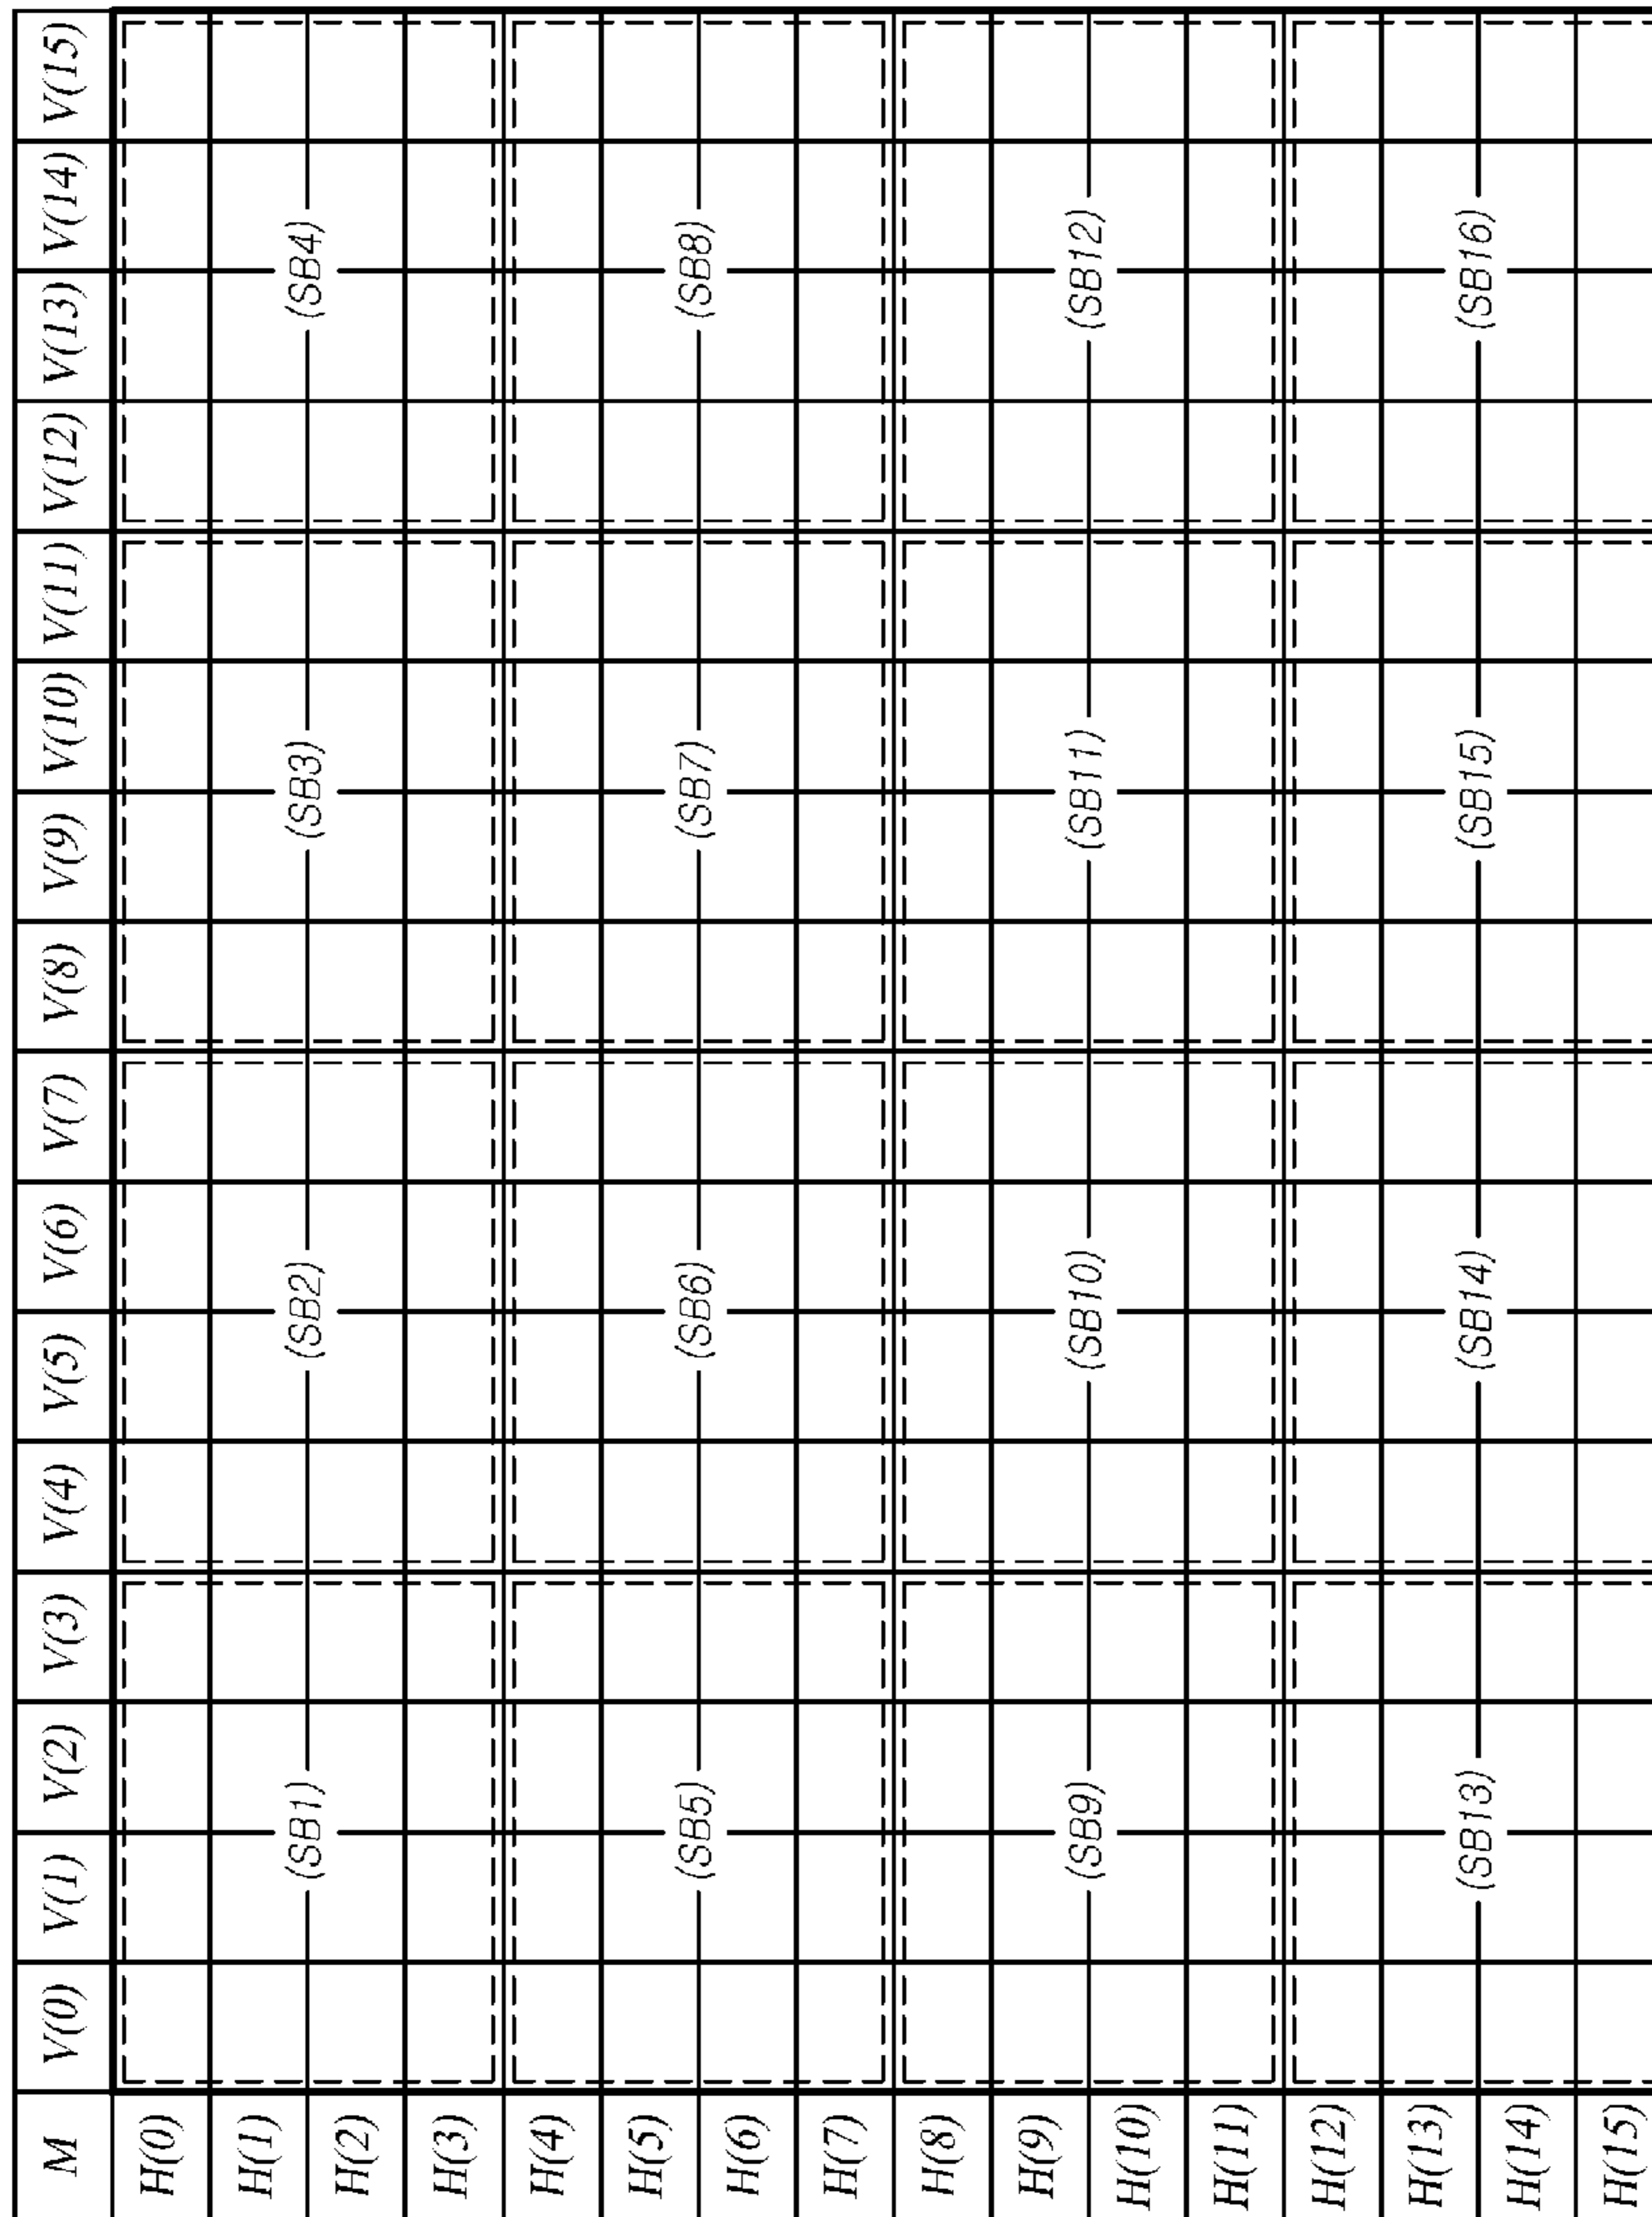 M V(0) V(1) V(2) V(3) V(4) V(5) V(6) V(7) V(8) V(9) V(10) V(11) V(12) V(13) V(14) V(15)
H(0)
H(1)
(SB1) (SB2) (SB3) (SB4)
H(2)
H(3)
H(4)
H(5)
(SB5) (SB6) (SB7) (SB8)
H(6)
H(7)
H(8)
H(9)
(SB9) (SB10) (SB11) (SB12)
H(10)
H(11)
H(12)
H(13)
(SB13) (SB14) (SB15) (SB16)
H(14)
H(15)